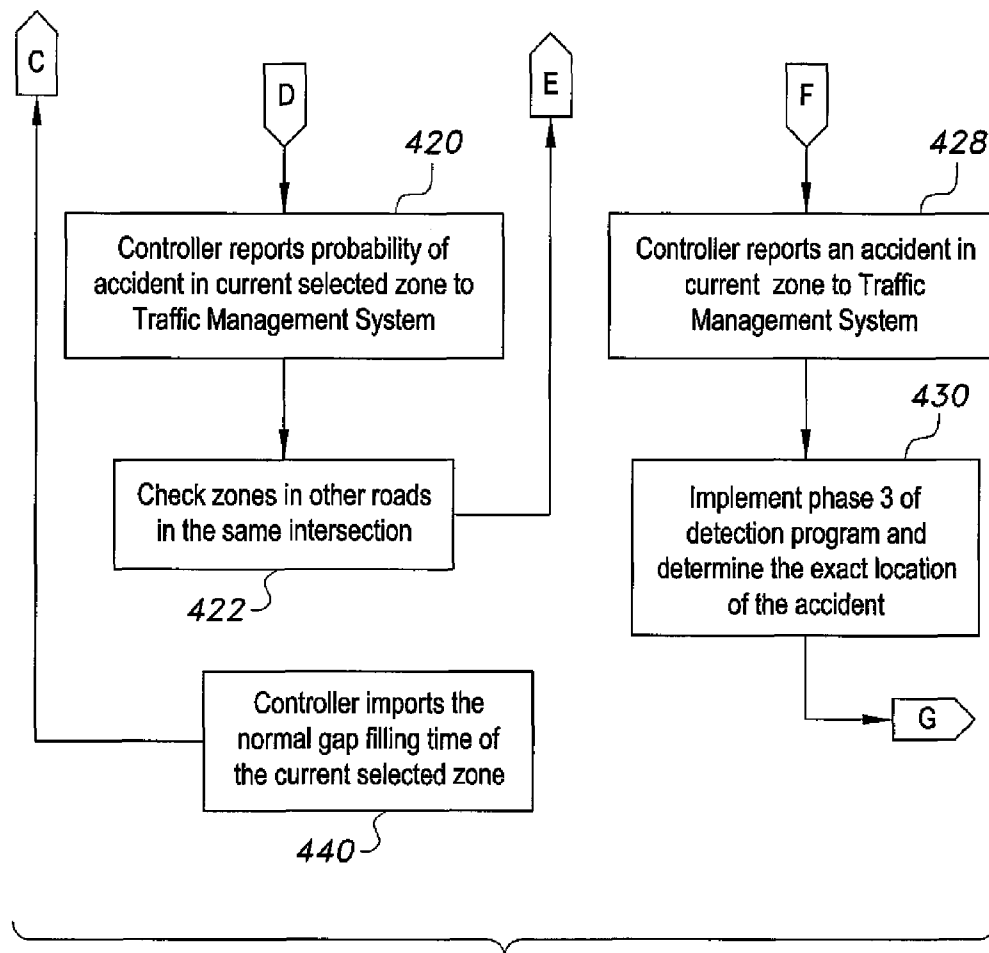 C
D
E
F
420
428
Controller reports probability of
accident in current selected zone to
Traffic Management System
Controller reports an accident in
current zone to Traffic
Management System
430
Check zones in other roads
in the same intersection
422
Implement phase 3 of
detection program and
determine the exact location
of the accident
Controller imports the
normal gap filling time of
the current selected zone
440
G